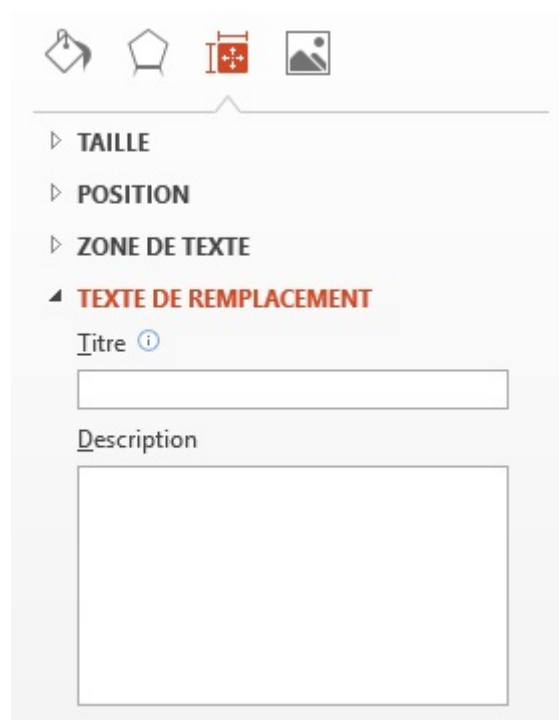 TAILLE
POSITION
ZONE DE TEXTE
TEXTE DE REMPLACEMENT
Titre
Description